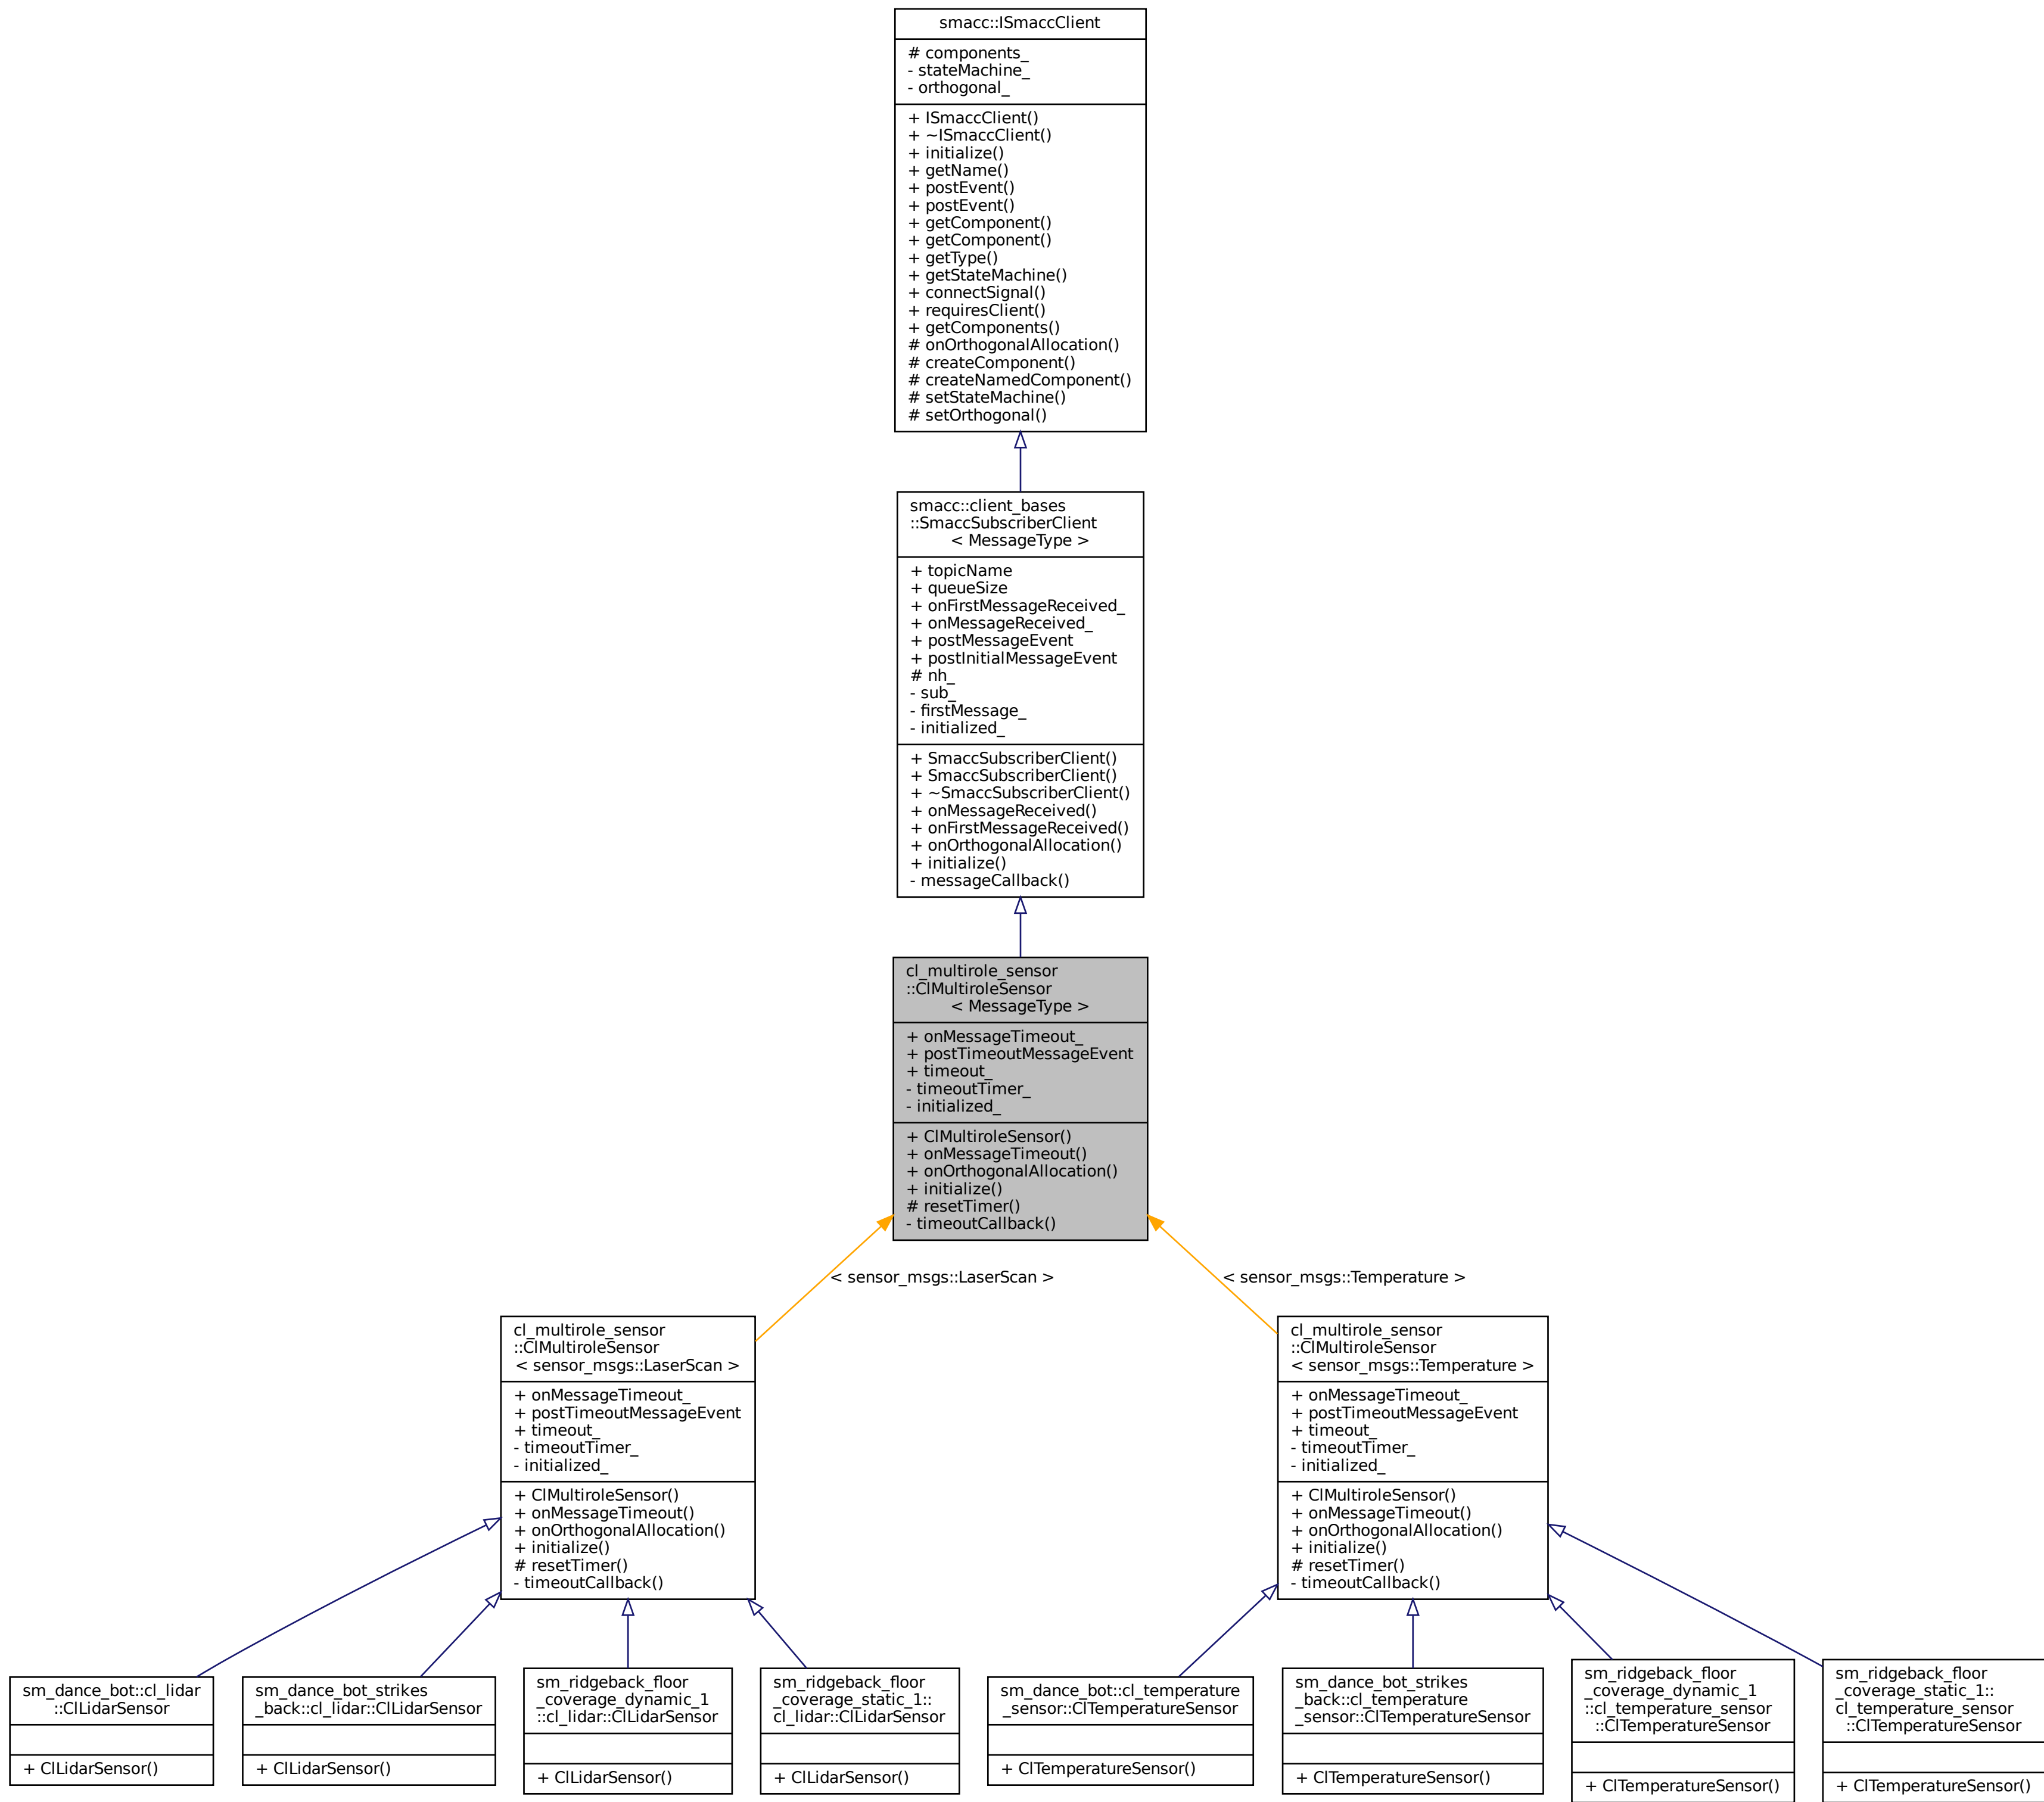 smacc::ISmaccClient
# components_
- stateMachine_
- orthogonal_
+ ISmaccClient()
+ ~ISmaccClient()
+ initialize()
+ getName()
+ postEvent()
+ postEvent()
+ getComponent()
+ getComponent()
+ getType()
+ getStateMachine()
+ connectSignal()
+ requiresClient()
+ getComponents()
# onOrthogonalAllocation()
# createComponent()
# createNamedComponent()
# setStateMachine()
# setOrthogonal()
smacc::client_bases
::SmaccSubscriberClient
< MessageType >
+ topicName
+ queueSize
+ onFirstMessageReceived_
+ onMessageReceived_
+ postMessageEvent
+ postInitialMessageEvent
# nh_
- sub_
- firstMessage_
- initialized_
+ SmaccSubscriberClient()
+ SmaccSubscriberClient()
+ ~SmaccSubscriberClient()
+ onMessageReceived()
+ onFirstMessageReceived()
+ onOrthogonalAllocation()
+ initialize()
- messageCallback()
cl_multirole_sensor
::ClMultiroleSensor
< MessageType >
+ onMessageTimeout_
+ postTimeoutMessageEvent
+ timeout_
- timeoutTimer_
- initialized_
+ ClMultiroleSensor()
+ onMessageTimeout()
+ onOrthogonalAllocation()
+ initialize()
# resetTimer()
- timeoutCallback()
< sensor_msgs::LaserScan >
< sensor_msgs::Temperature >
cl_multirole_sensor
::ClMultiroleSensor
< sensor_msgs::LaserScan >
+ onMessageTimeout_
+ postTimeoutMessageEvent
+ timeout_
- timeoutTimer_
- initialized_
+ ClMultiroleSensor()
+ onMessageTimeout()
+ onOrthogonalAllocation()
+ initialize()
# resetTimer()
- timeoutCallback()
cl_multirole_sensor
::ClMultiroleSensor
< sensor_msgs::Temperature >
+ onMessageTimeout_
+ postTimeoutMessageEvent
+ timeout_
- timeoutTimer_
- initialized_
+ ClMultiroleSensor()
+ onMessageTimeout()
+ onOrthogonalAllocation()
+ initialize()
# resetTimer()
- timeoutCallback()
sm_dance_bot::cl_lidar
::ClLidarSensor
+ ClLidarSensor()
sm_dance_bot_strikes
_back::cl_lidar::ClLidarSensor
+ ClLidarSensor()
sm_ridgeback_floor
_coverage_dynamic_1
::cl_lidar::ClLidarSensor
+ ClLidarSensor()
sm_ridgeback_floor
_coverage_static_1::
cl_lidar::ClLidarSensor
+ ClLidarSensor()
sm_dance_bot::cl_temperature
_sensor::ClTemperatureSensor
+ ClTemperatureSensor()
sm_dance_bot_strikes
_back::cl_temperature
_sensor::ClTemperatureSensor
+ ClTemperatureSensor()
sm_ridgeback_floor
_coverage_dynamic_1
::cl_temperature_sensor
::ClTemperatureSensor
+ ClTemperatureSensor()
sm_ridgeback_floor
_coverage_static_1::
cl_temperature_sensor
::ClTemperatureSensor
+ ClTemperatureSensor()